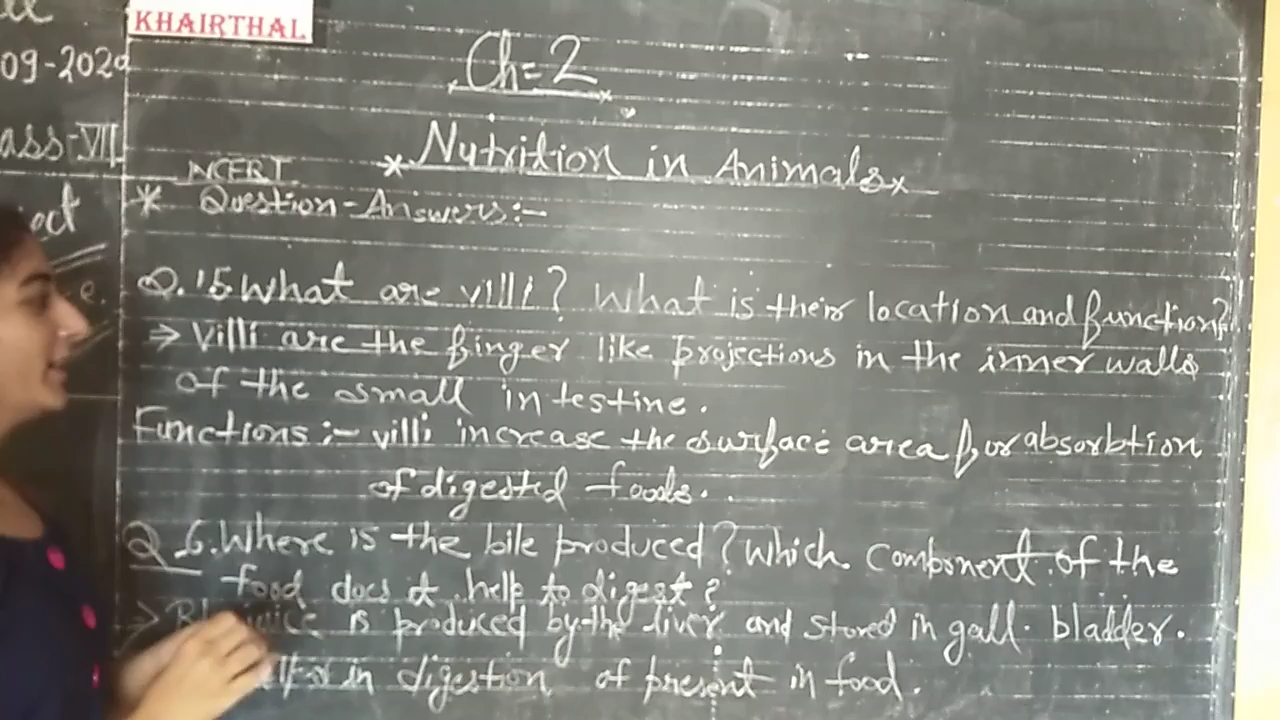 KHAIRTHAL
09-2020
Ch=2
ass-VII
Nutrition in Animals
NCERT
* Question-Answers:-
Q.5 What are villi? What is their location and function?
⇒ Villi are the finger like projections in the inner walls
of the small intestine.
Functions:- villi increase the surface area for absorbtion
of digested foods.
Q 6. Where is the bile produced? Which component of the
food does it help to digest?
is produced by the liver and stored in gall bladder.
in digestion of present in food.